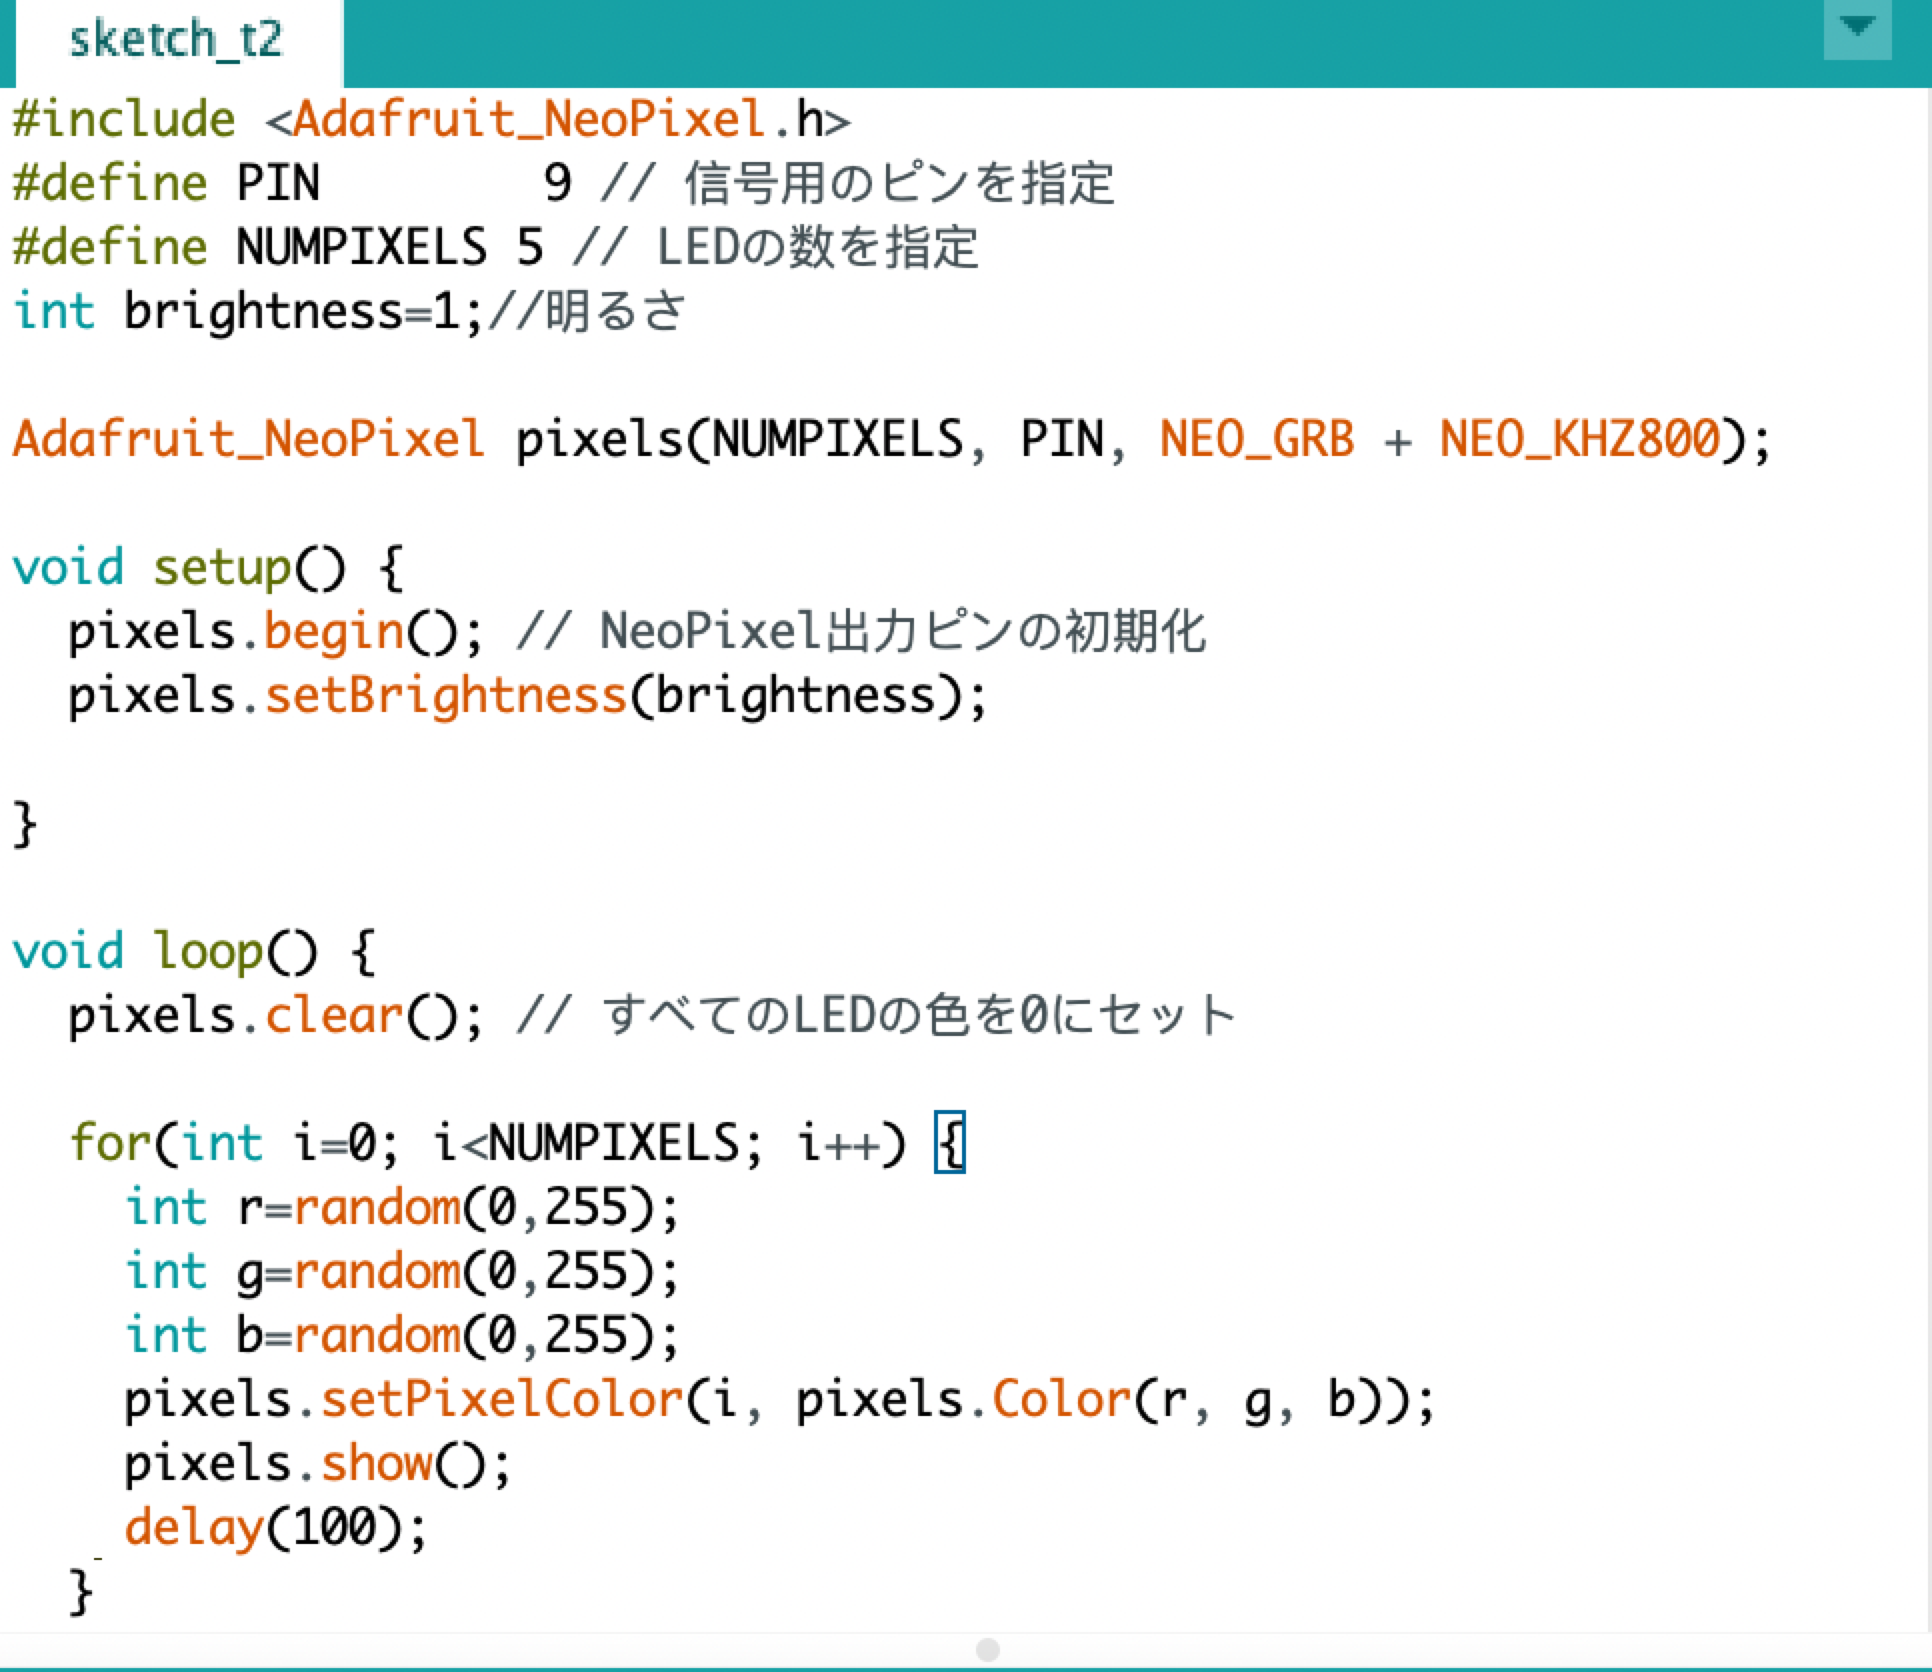 sketch_t2
#include <Adafruit_NeoPixel.h>
#define PIN        9 // 信号用のピンを指定
#define NUMPIXELS 5 // LEDの数を指定
int brightness=1;//明るさ
Adafruit_NeoPixel pixels(NUMPIXELS, PIN, NEO_GRB + NEO_KHZ800);
void setup() {
  pixels.begin(); // NeoPixel出力ピンの初期化
  pixels.setBrightness(brightness);
}
void loop() {
  pixels.clear(); // すべてのLEDの色を0にセット
  for(int i=0; i<NUMPIXELS; i++) {
    int r=random(0,255);
    int g=random(0,255);
    int b=random(0,255);
    pixels.setPixelColor(i, pixels.Color(r, g, b));
    pixels.show();
    delay(100);
  }